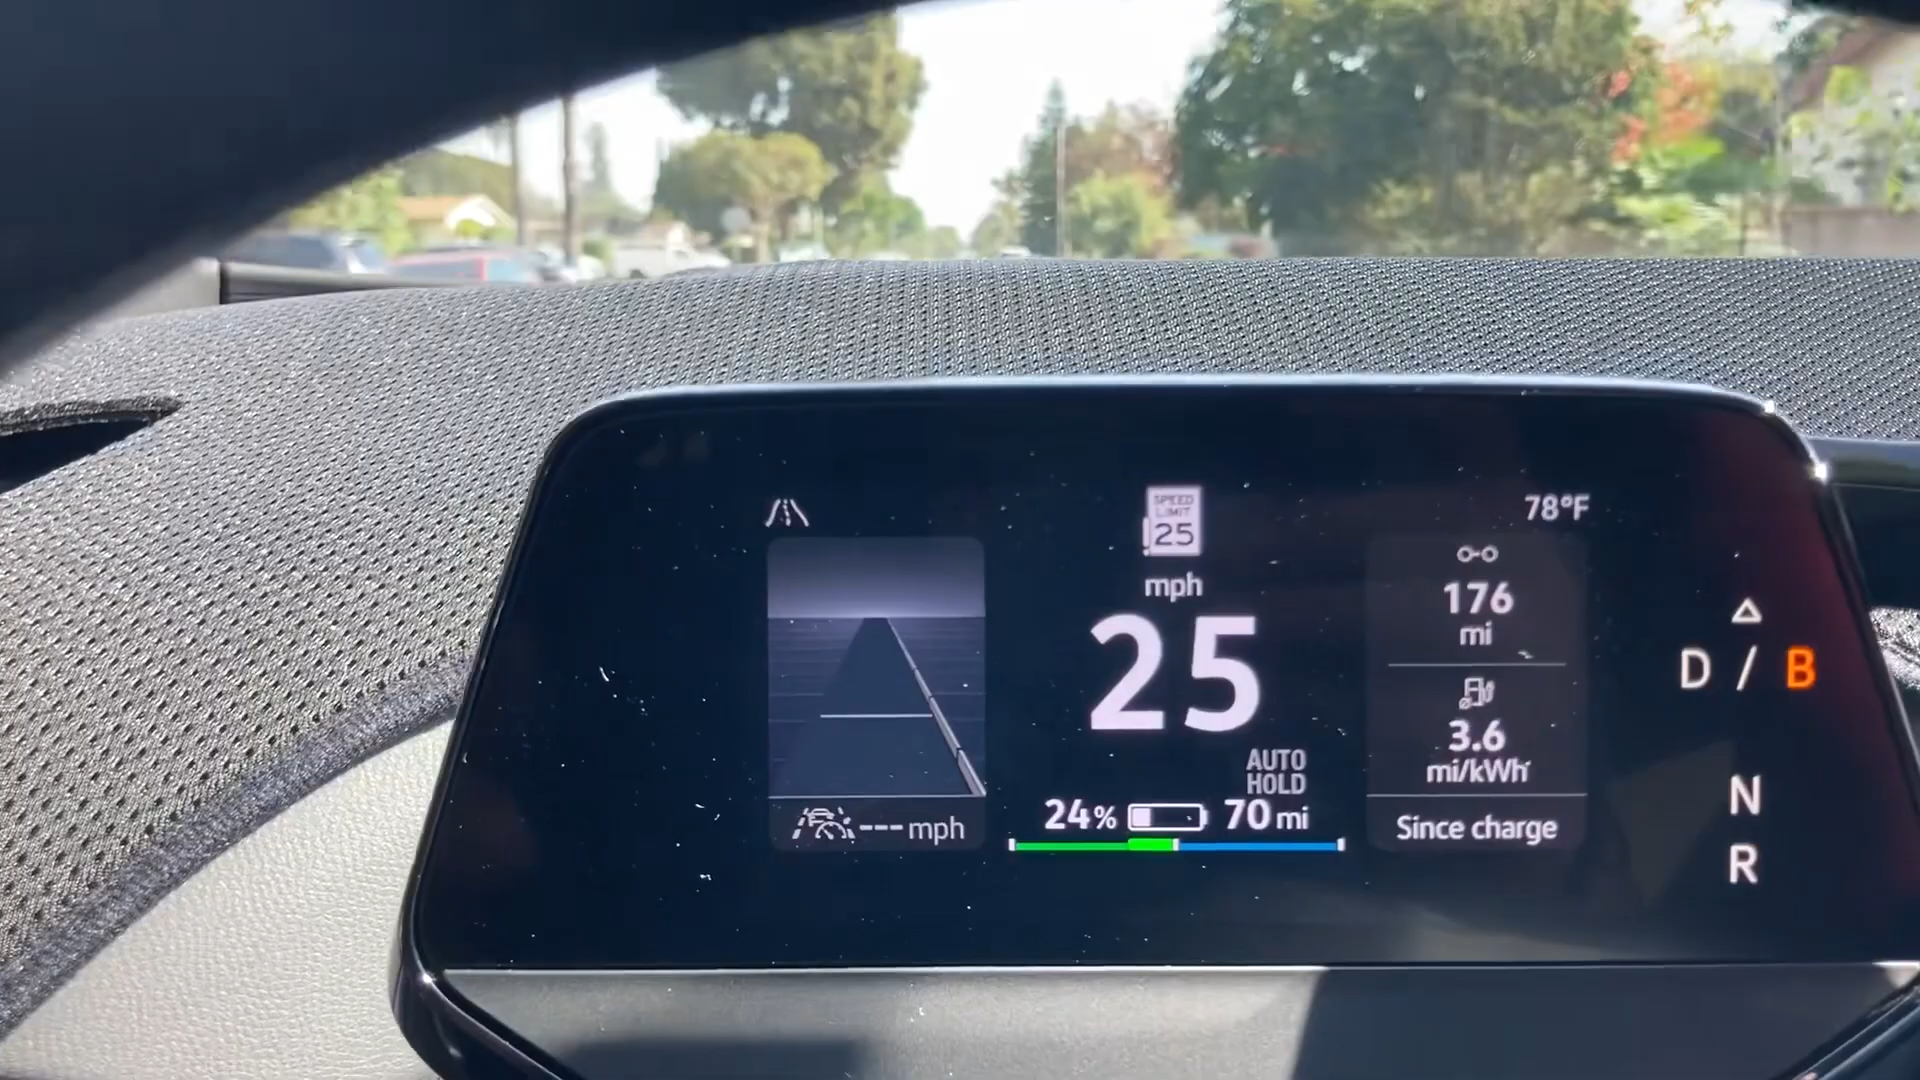 SPEED
LIMIT
25
78°F
mph
25
176
mi
3.6
mi/kWh
Since charge
AUTO
HOLD
24% 70 mi
--- mph
D / B
N
R